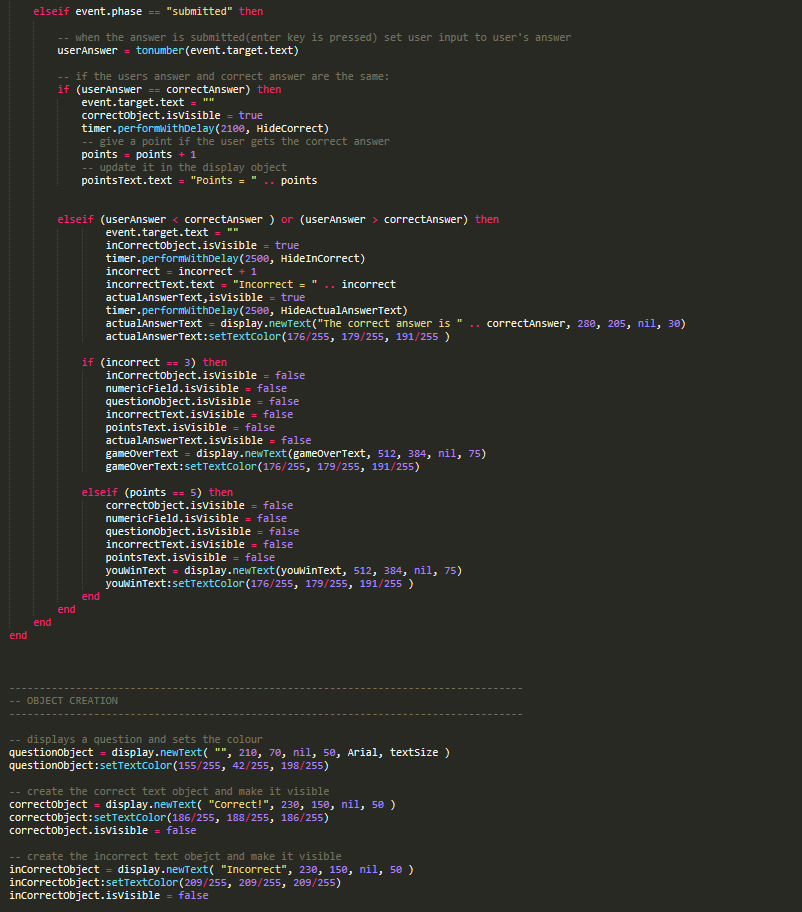 elseif event.phase == "submitted" then
-- when the answer is submitted(enter key is pressed) set user input to user's answer
userAnswer = tonumber(event.target.text)
-- if the users answer and correct answer are the same:
if (userAnswer == correctAnswer) then
event.target.text = ""
correctObject.isVisible = true
timer.performWithDelay(2100, HideCorrect)
-- give a point if the user gets the correct answer
points = points + 1
-- update it in the display object
pointsText.text = "Points = " .. points
elseif (userAnswer < correctAnswer ) or (userAnswer > correctAnswer) then
event.target.text = ""
inCorrectObject.isVisible = true
timer.performWithDelay(2500, HideInCorrect)
incorrect = incorrect + 1
incorrectText.text = "Incorrect = " .. incorrect
actualAnswerText,isVisible = true
timer.performWithDelay(2500, HideActualAnswerText)
actualAnswerText = display.newText("The correct answer is " .. correctAnswer, 280, 205, nil, 30)
actualAnswerText:setTextColor(176/255, 179/255, 191/255 )
if (incorrect == 3) then
inCorrectObject.isVisible = false
numericField.isVisible = false
questionObject.isVisible = false
incorrectText.isVisible = false
pointsText.isVisible = false
actualAnswerText.isVisible = false
gameOverText = display.newText(gameOverText, 512, 384, nil, 75)
gameOverText:setTextColor(176/255, 179/255, 191/255)
elseif (points == 5) then
correctObject.isVisible = false
numericField.isVisible = false
questionObject.isVisible = false
incorrectText.isVisible = false
pointsText.isVisible = false
youWinText = display.newText(youWinText, 512, 384, nil, 75)
youWinText:setTextColor(176/255, 179/255, 191/255 )
end
end
end
end
--------------------------------------------------------------------------------------
-- OBJECT CREATION
--------------------------------------------------------------------------------------
-- displays a question and sets the colour
questionObject = display.newText( "", 210, 70, nil, 50, Arial, textSize )
questionObject:setTextColor(155/255, 42/255, 198/255)
-- create the correct text object and make it visible
correctObject = display.newText( "Correct!", 230, 150, nil, 50 )
correctObject:setTextColor(186/255, 188/255, 186/255)
correctObject.isVisible = false
-- create the incorrect text obejct and make it visible
inCorrectObject = display.newText( "Incorrect", 230, 150, nil, 50 )
inCorrectObject:setTextColor(209/255, 209/255, 209/255)
inCorrectObject.isVisible = false